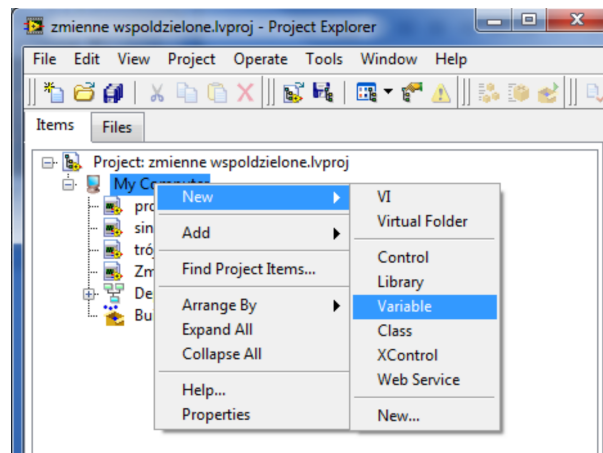 zmienne wspoldzielone.lvproj - Project Explorer
File Edit View Project Operate Tools Window Help
Items Files
Project: zmienne wspoldzielone.lvproj
My Computer
New
Add
Find Project Items...
Arrange By
Expand All
Collapse All
Help...
Properties
VI
Virtual Folder
Control
Library
Variable
Class
XControl
Web Service
New...